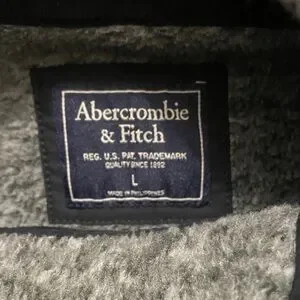 Abercrombie
& Fitch
REG. U.S. PAT. TRADEMARK
QUALITY SINCE 1892
L
MADE IN PHILIPPINES